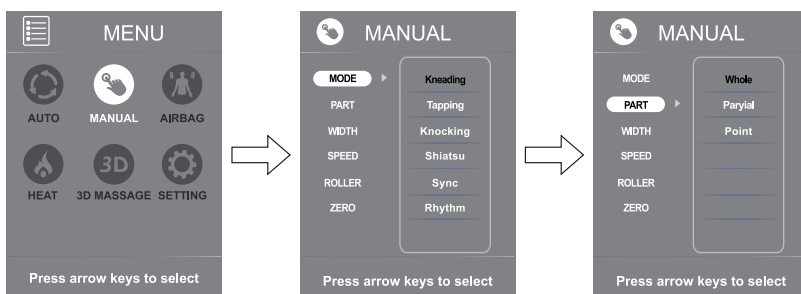 MENU
AUTO MANUAL AIRBAG
3D
HEAT 3D MASSAGE SETTING
Press arrow keys to select
MANUAL
MODE Kneading
PART Tapping
WIDTH Knocking
SPEED Shiatsu
ROLLER Sync
ZERO Rhythm
Press arrow keys to select
MANUAL
MODE Whole
PART Paryial
WIDTH Point
SPEED
ROLLER
ZERO
Press arrow keys to select